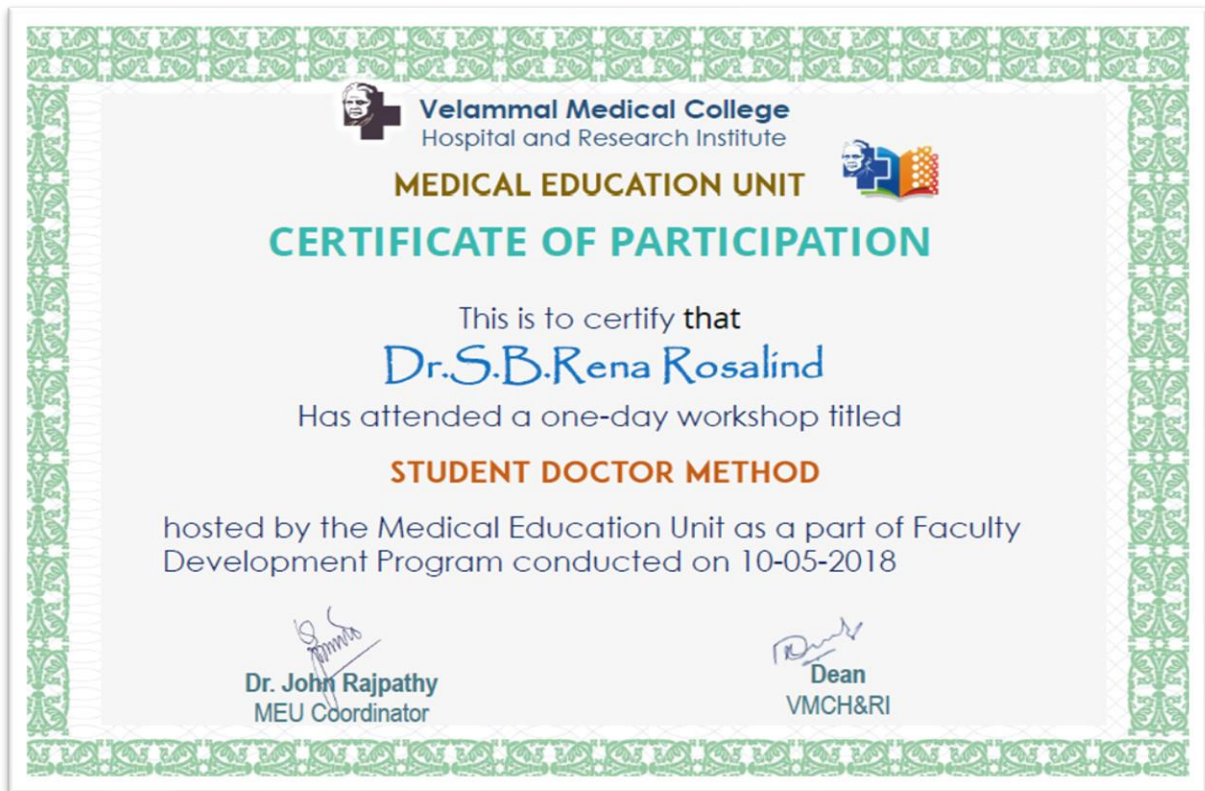 Velammal Medical College
Hospital and Research Institute
MEDICAL EDUCATION UNIT
CERTIFICATE OF PARTICIPATION
This is to certify that
Dr.S.B.Rena Rosalind
Has attended a one-day workshop titled
STUDENT DOCTOR METHOD
hosted by the Medical Education Unit as a part of Faculty
Development Program conducted on 10-05-2018
Dr. John Rajpathy
MEU Coordinator
Dean
VMCH&RI